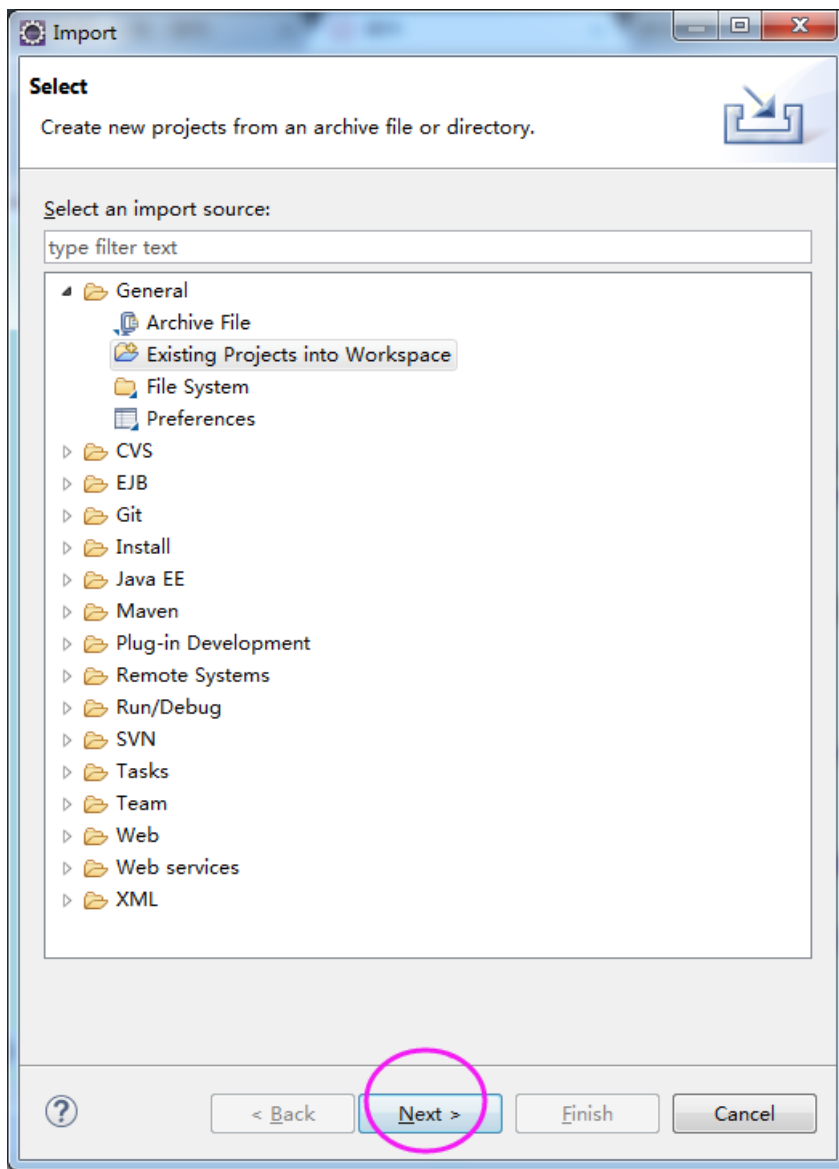 Import
Select
Create new projects from an archive file or directory.
Select an import source:
type filter text
General
Archive File
Existing Projects into Workspace
File System
Preferences
CVS
EJB
Git
Install
Java EE
Maven
Plug-in Development
Remote Systems
Run/Debug
SVN
Tasks
Team
Web
Web services
XML
? < Back Next > Finish Cancel